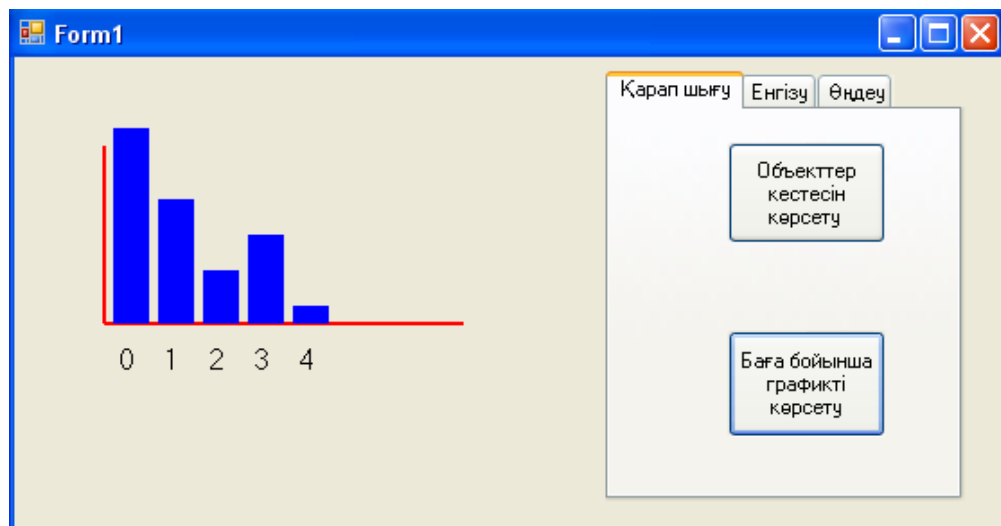 Form1
Қарап шығу Енгізу Өңдеу
Объекттер
кестесін
көрсету
Баға бойынша
графикті
көрсету
0 1 2 3 4